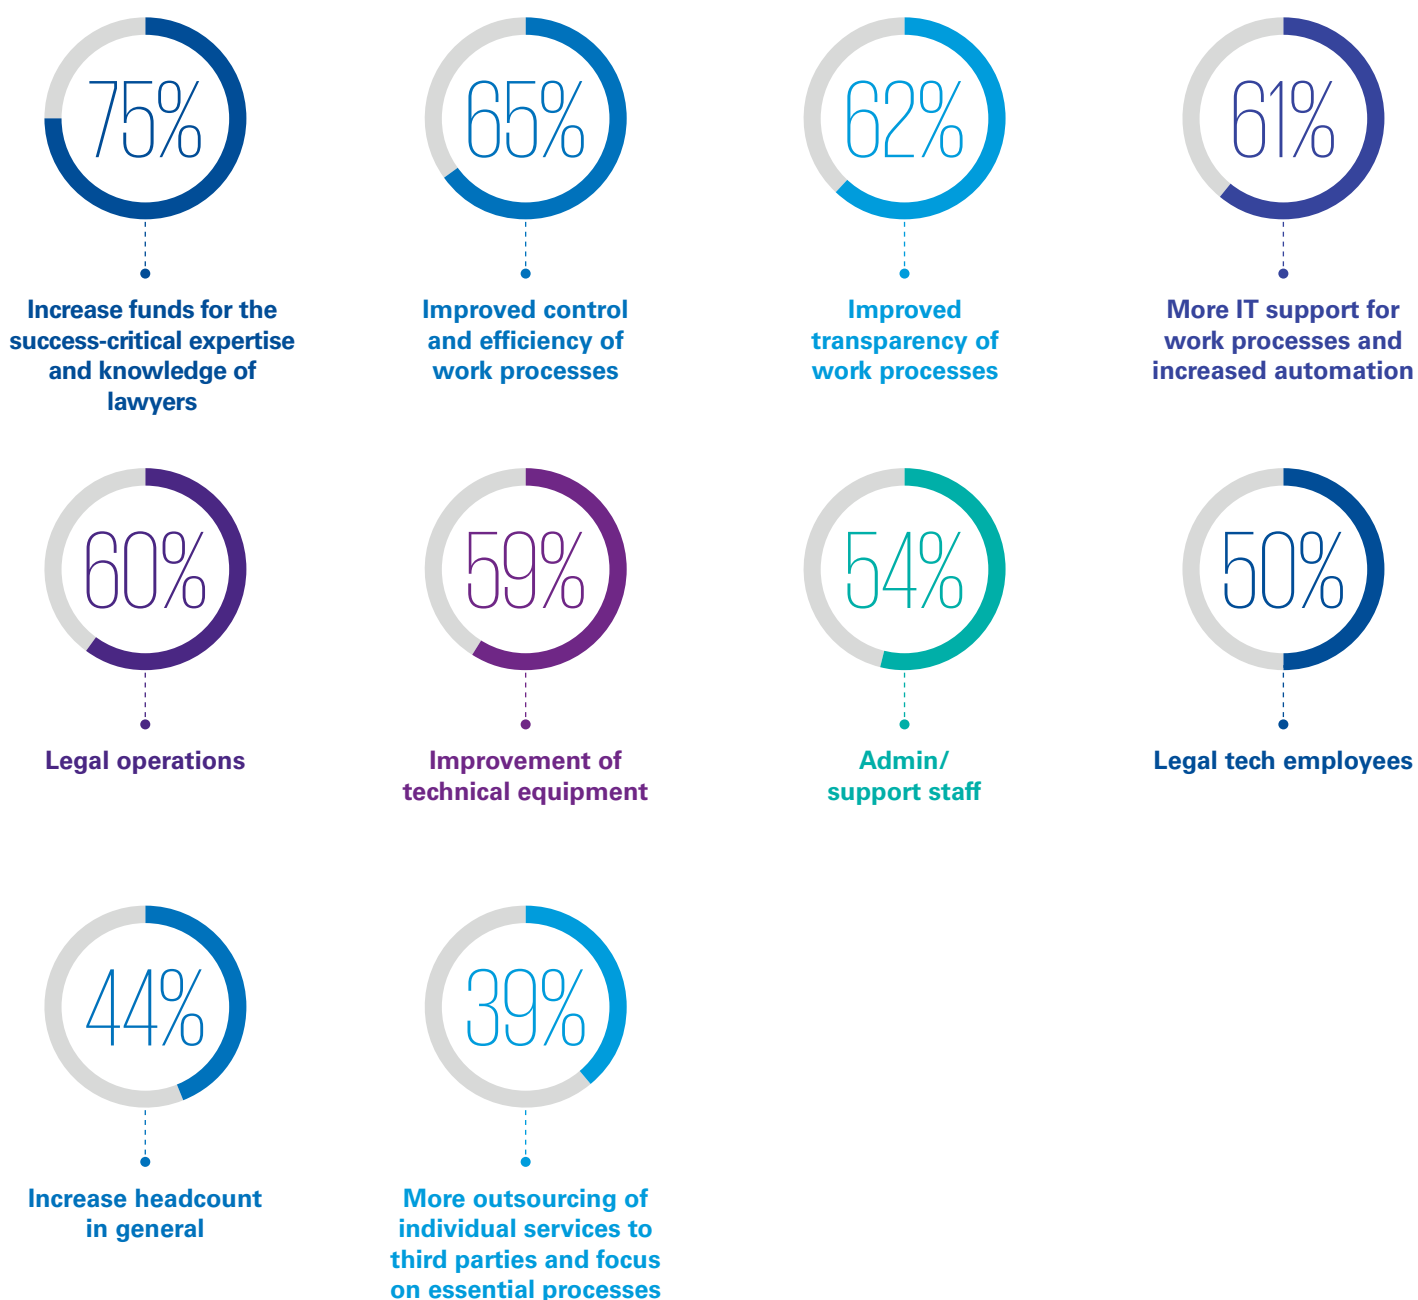 75%
65%
62%
61%
Increase funds for the
success-critical expertise
and knowledge of
lawyers
Improved control
and efficiency of
work processes
Improved
transparency of
work processes
More IT support for
work processes and
increased automation
60%
59%
54%
50%
Legal operations
Improvement of
technical equipment
Admin/
support staff
Legal tech employees
44%
39%
Increase headcount
in general
More outsourcing of
individual services to
third parties and focus
on essential processes